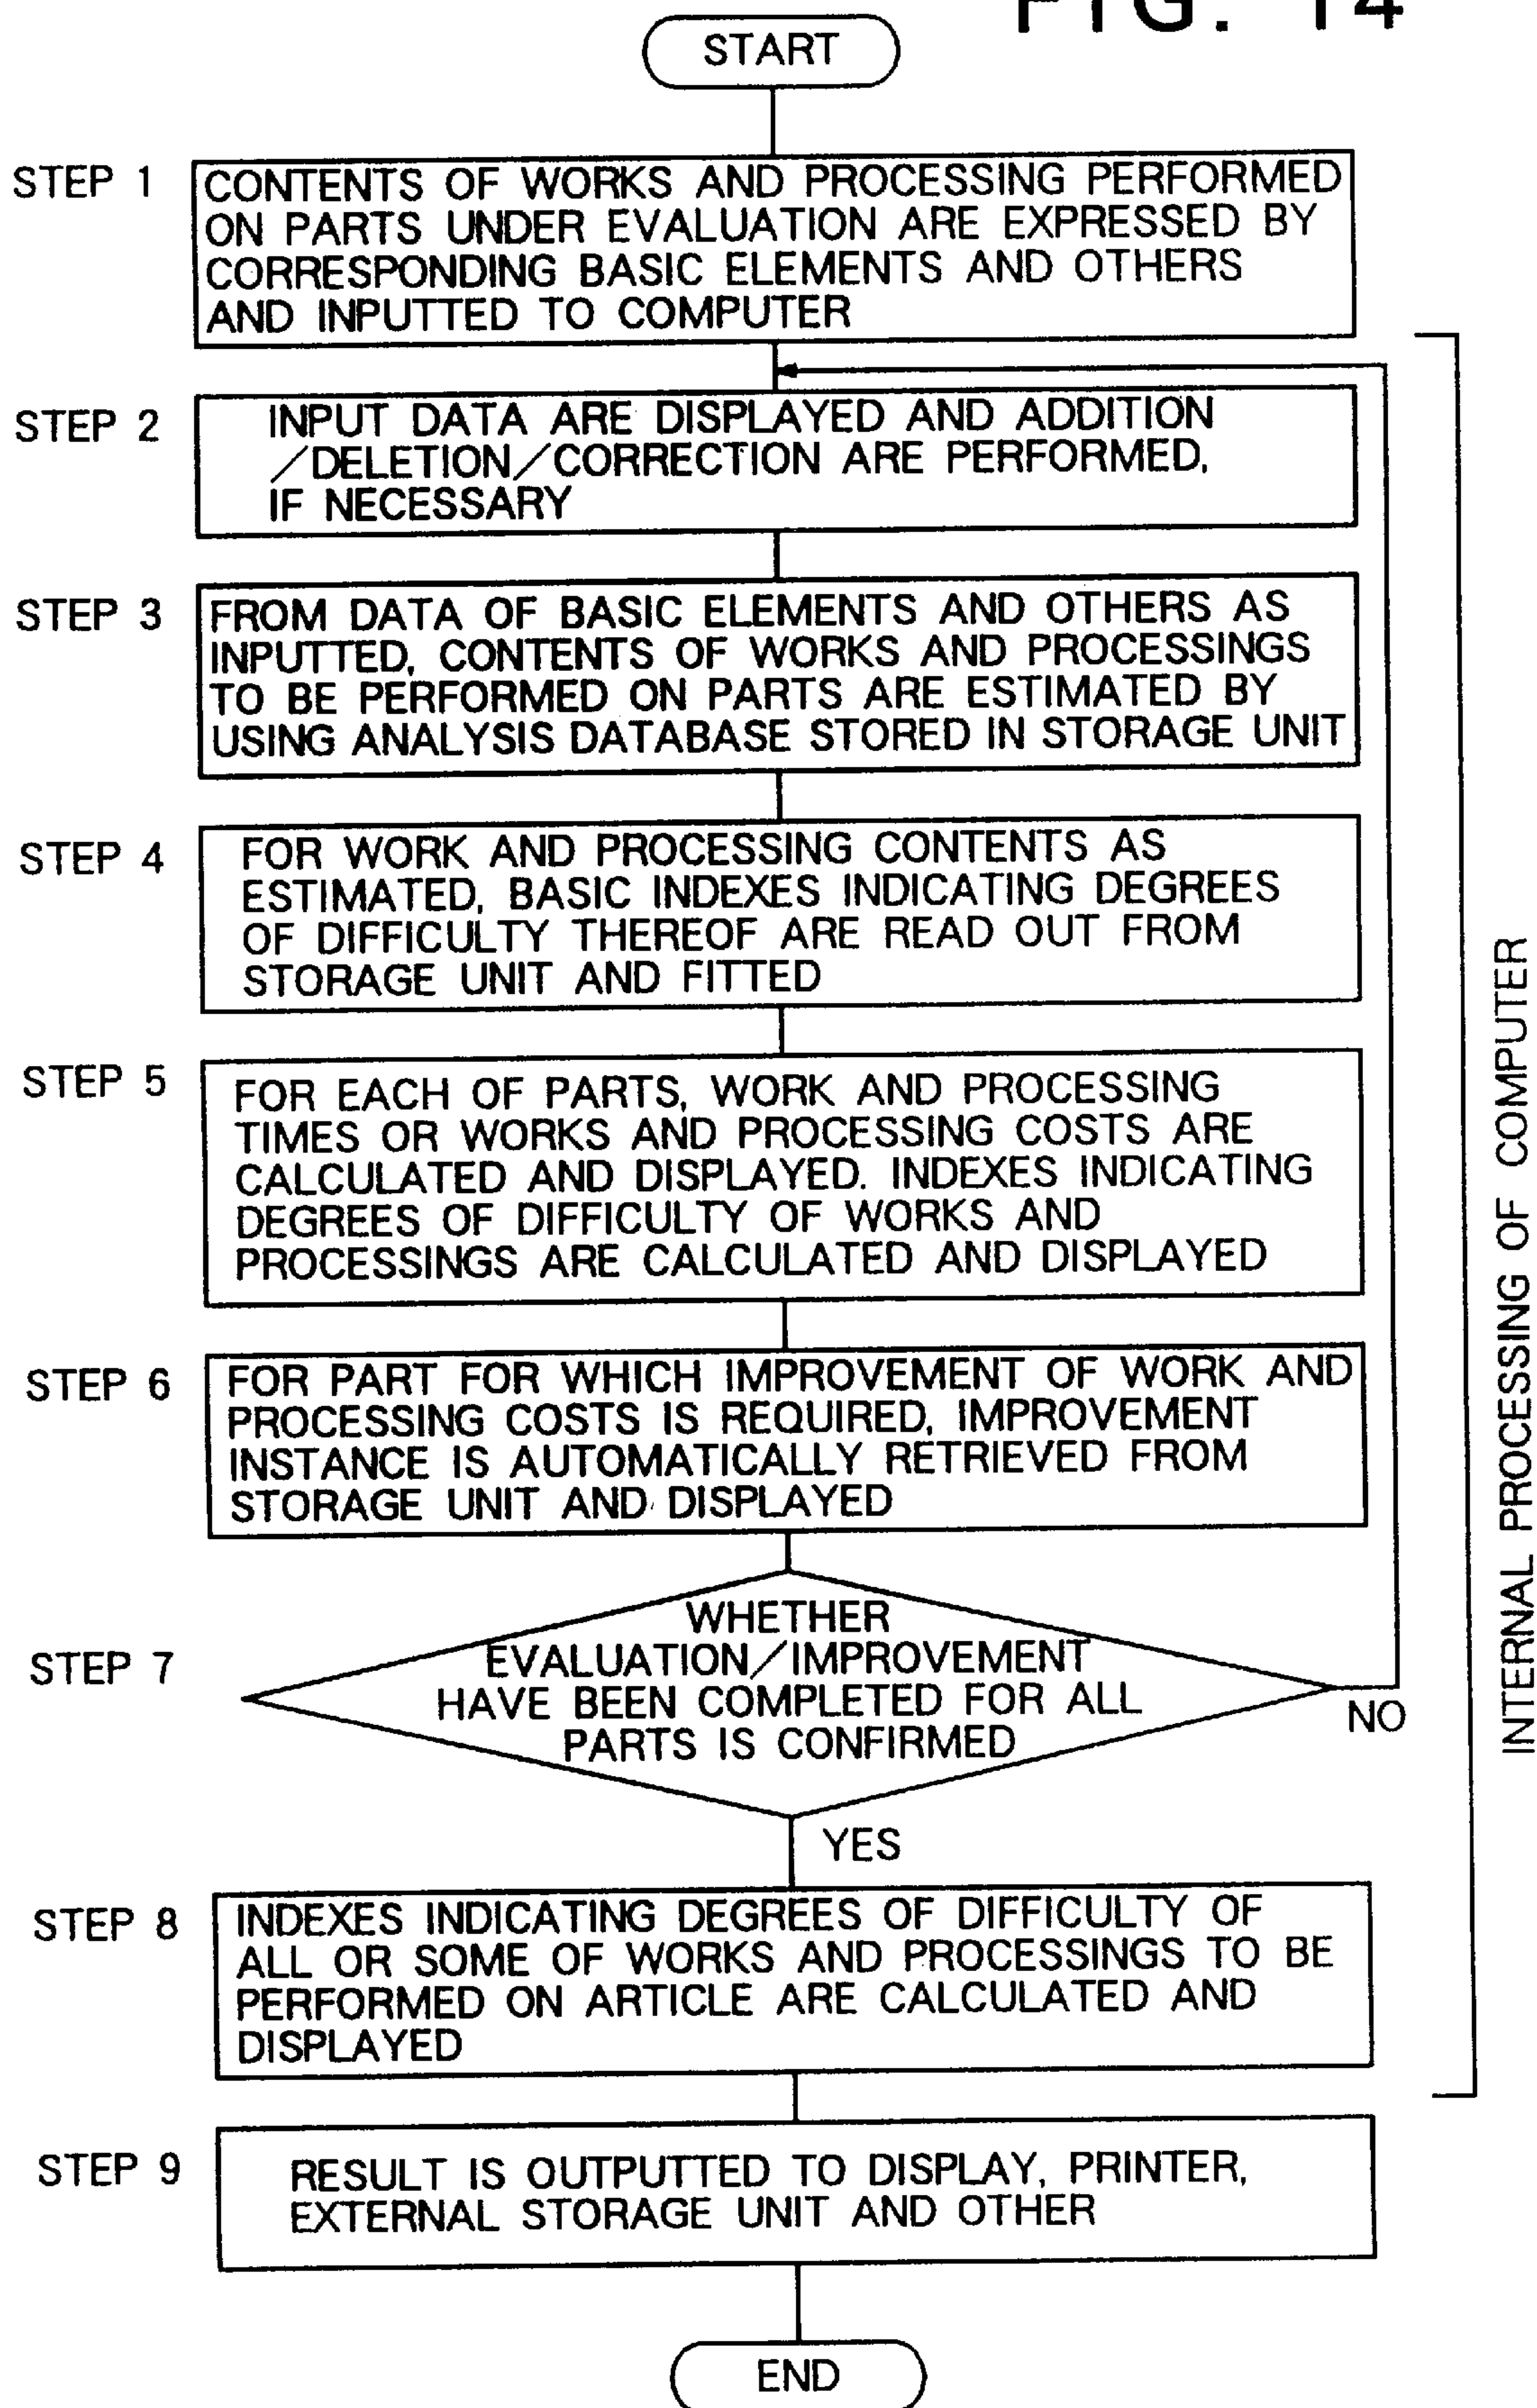 FIG. 14
START
STEP 1
CONTENTS OF WORKS AND PROCESSING PERFORMED
ON PARTS UNDER EVALUATION ARE EXPRESSED BY
CORRESPONDING BASIC ELEMENTS AND OTHERS
AND INPUTTED TO COMPUTER
STEP 2
INPUT DATA ARE DISPLAYED AND ADDITION
/DELETION/CORRECTION ARE PERFORMED,
IF NECESSARY
STEP 3
FROM DATA OF BASIC ELEMENTS AND OTHERS AS
INPUTTED, CONTENTS OF WORKS AND PROCESSINGS
TO BE PERFORMED ON PARTS ARE ESTIMATED BY
USING ANALYSIS DATABASE STORED IN STORAGE UNIT
STEP 4
FOR WORK AND PROCESSING CONTENTS AS
ESTIMATED, BASIC INDEXES INDICATING DEGREES
OF DIFFICULTY THEREOF ARE READ OUT FROM
STORAGE UNIT AND FITTED
STEP 5
FOR EACH OF PARTS, WORK AND PROCESSING
TIMES OR WORKS AND PROCESSING COSTS ARE
CALCULATED AND DISPLAYED. INDEXES INDICATING
DEGREES OF DIFFICULTY OF WORKS AND
PROCESSINGS ARE CALCULATED AND DISPLAYED
STEP 6
FOR PART FOR WHICH IMPROVEMENT OF WORK AND
PROCESSING COSTS IS REQUIRED, IMPROVEMENT
INSTANCE IS AUTOMATICALLY RETRIEVED FROM
STORAGE UNIT AND DISPLAYED
STEP 7
WHETHER
EVALUATION/IMPROVEMENT
HAVE BEEN COMPLETED FOR ALL
PARTS IS CONFIRMED
NO
YES
STEP 8
INDEXES INDICATING DEGREES OF DIFFICULTY OF
ALL OR SOME OF WORKS AND PROCESSINGS TO BE
PERFORMED ON ARTICLE ARE CALCULATED AND
DISPLAYED
STEP 9
RESULT IS OUTPUTTED TO DISPLAY, PRINTER,
EXTERNAL STORAGE UNIT AND OTHER
END
INTERNAL PROCESSING OF COMPUTER